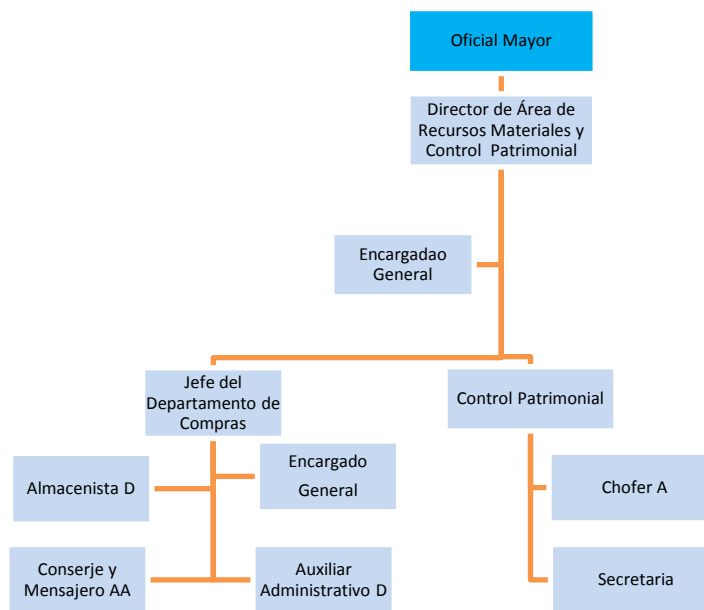 Oficial Mayor
Director de Área de
Recursos Materiales y
Control Patrimonial
Encargadao
General
Jefe del
Departamento de
Compras
Control Patrimonial
Almacenista D
Encargado
General
Chofer A
Conserje y
Mensajero AA
Auxiliar
Administrativo D
Secretaria